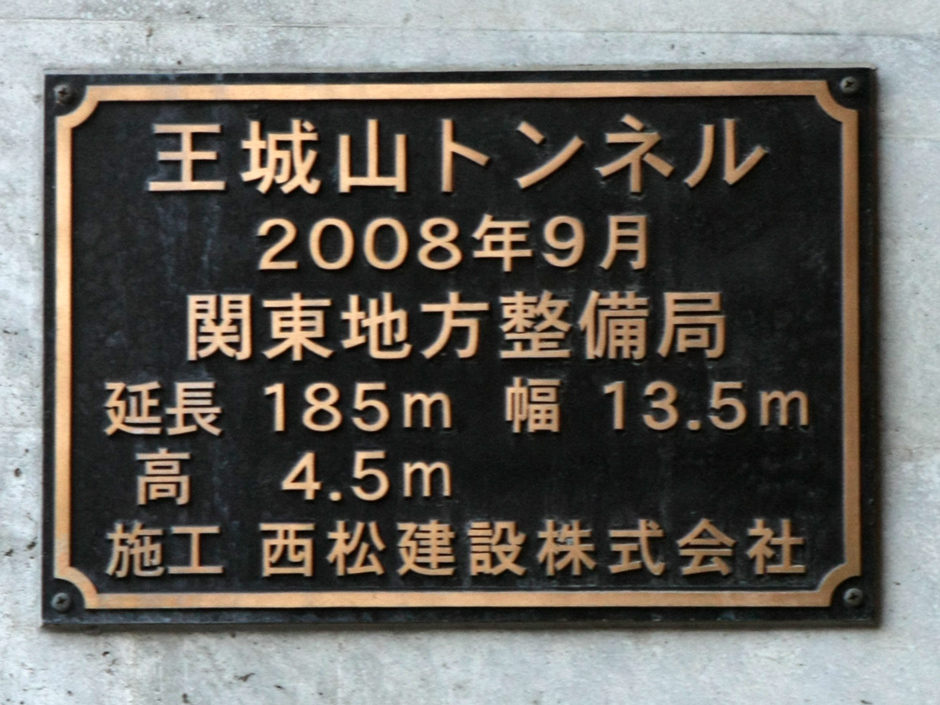 王城山トンネル
2008年9月
関東地方整備局
延長 185m 幅 13.5m
高 4.5m
施工 西松建設株式会社